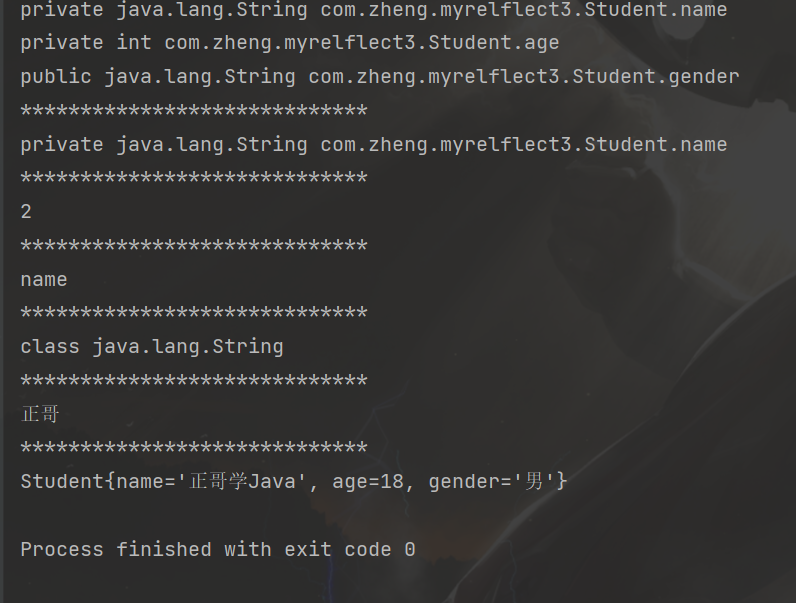 private java.lang.String com.zheng.myrelflect3.Student.name
private int com.zheng.myrelflect3.Student.age
public java.lang.String com.zheng.myrelflect3.Student.gender
*****************************
private java.lang.String com.zheng.myrelflect3.Student.name
*****************************
2
*****************************
name
*****************************
class java.lang.String
*****************************
正哥
*****************************
Student{name='正哥学Java', age=18, gender='男'}
Process finished with exit code 0